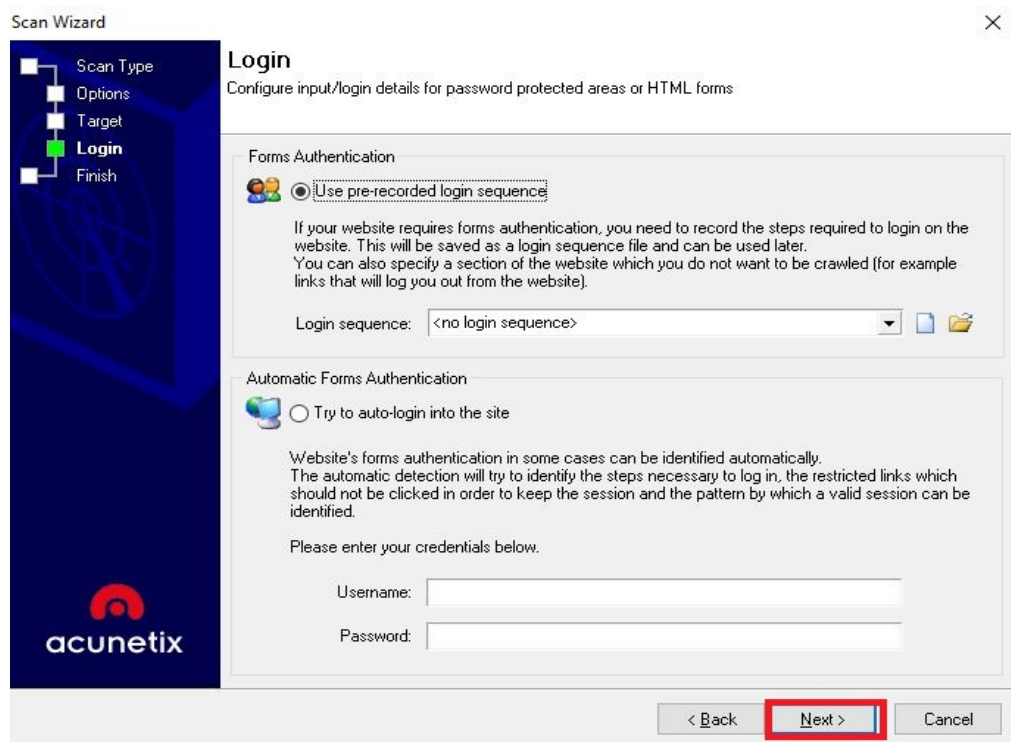 Scan Wizard
Scan Type
Options
Target
Login
Finish
acunetix
Login
Configure input/login details for password protected areas or HTML forms
Forms Authentication
Use pre-recorded login sequence
If your website requires forms authentication, you need to record the steps required to login on the
website. This will be saved as a login sequence file and can be used later.
You can also specify a section of the website which you do not want to be crawled (for example
links that will log you out from the website).
Login sequence: <no login sequence>
Automatic Forms Authentication
Try to auto-login into the site
Website's forms authentication in some cases can be identified automatically.
The automatic detection will try to identify the steps necessary to log in, the restricted links which
should not be clicked in order to keep the session and the pattern by which a valid session can be
identified.
Please enter your credentials below.
Username:
Password:
< Back Next > Cancel